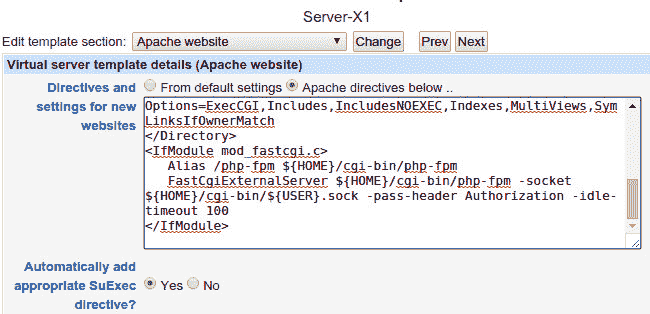 Server-X1
Edit template section: Apache website Change Prev Next
Virtual server template details (Apache website)
Directives and settings for new websites
From default settings Apache directives below ..
Options=ExecCGI,Includes,IncludesNOEXEC,Indexes,MultiViews,Sym
LinksIfOwnerMatch
</Directory>
<IfModule mod_fastcgi.c>
Alias /php-fpm ${HOME}/cgi-bin/php-fpm
FastCgiExternalServer ${HOME}/cgi-bin/php-fpm -socket
${HOME}/cgi-bin/${USER}.sock -pass-header Authorization -idle-
timeout 100
</IfModule>
Automatically add
appropriate SuExec
directive?
Yes No